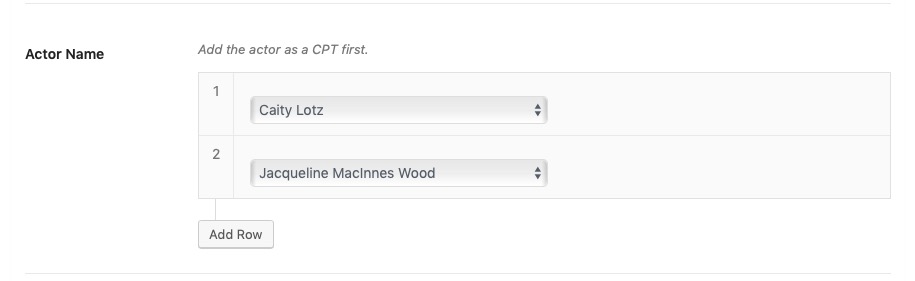 Actor Name
Add the actor as a CPT first.
1
Caity Lotz
2
Jacqueline MacInnes Wood
Add Row